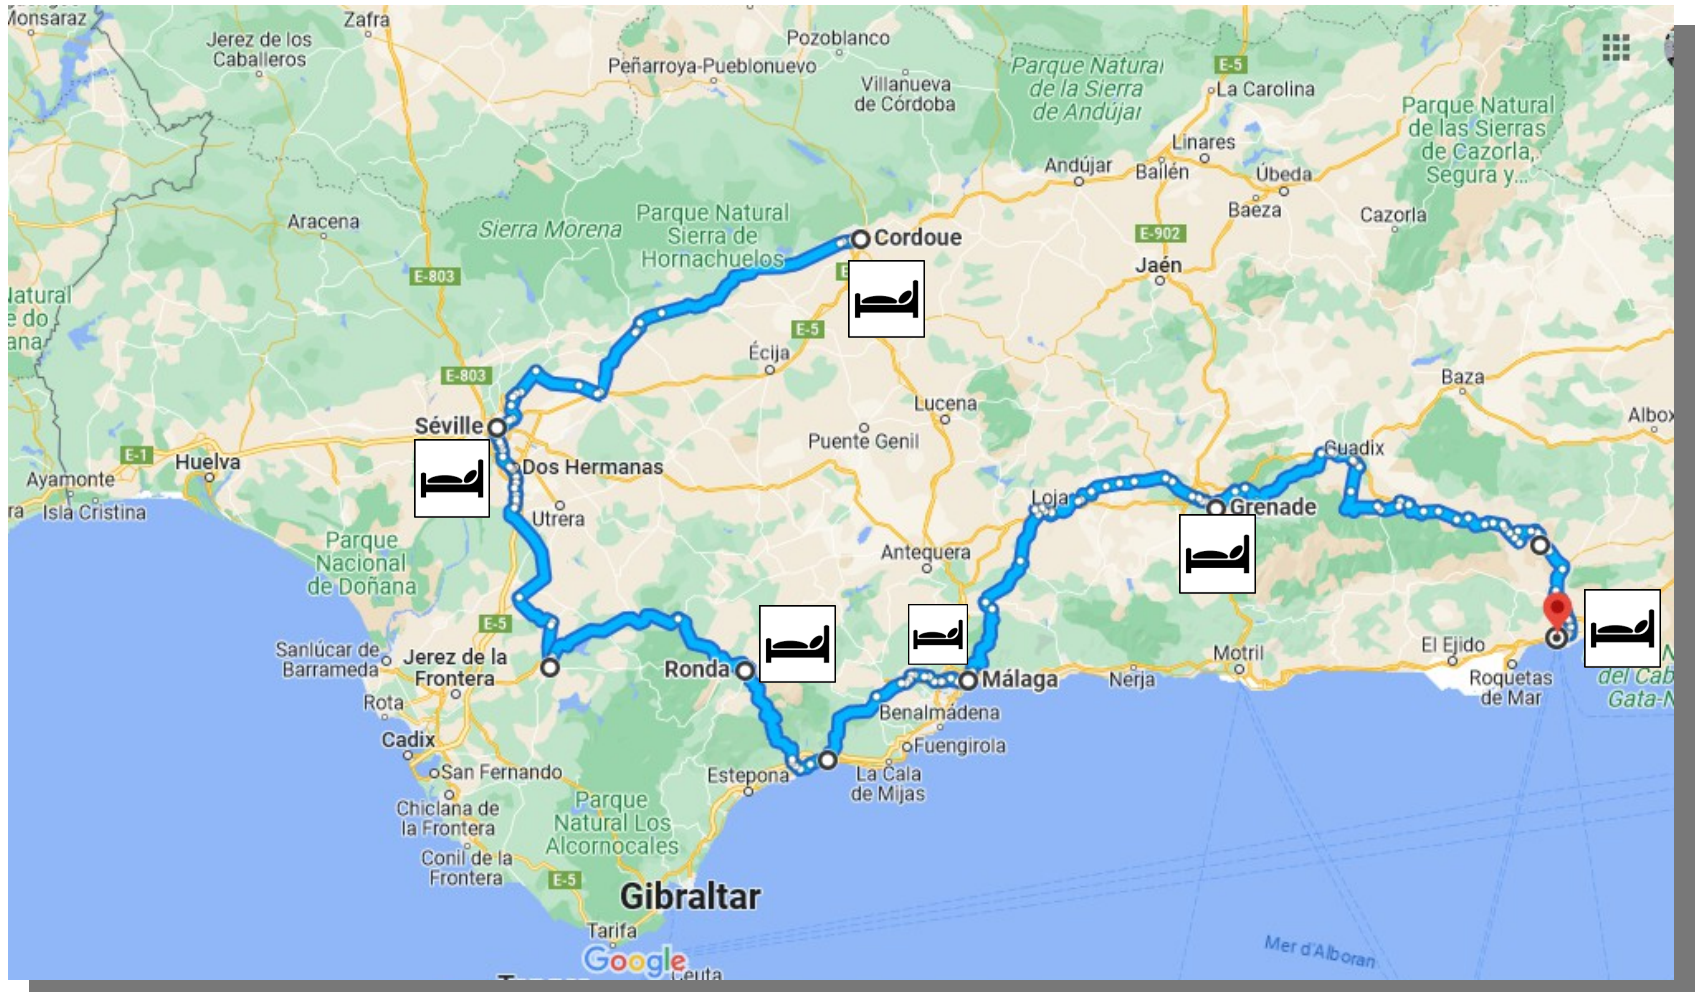 Monsaraz
Zafra
Jerez de los
Caballeros
Pozoblanco
Peñarroya-Pueblonuevo
Villanueva
de Córdoba
Parque Natural
de la Sierra
de Andújar
E-5
La Carolina
Parque Natural
de las Sierras
de Cazorla,
Segura y...
Linares
Andújar
Bailén
Úbeda
Baeza
Cazorla
Aracena
Sierra Morena
Parque Natural
Sierra de
Hornachuelos
Cordoue
E-902
Jaén
E-803
E
Natural
e do
ana
E-5
Écija
E-803
Baza
Lucena
Albox
Séville
Puente Genil
Guadix
E-1
Huelva
Dos Hermanas
Ayamonte
Isla Cristina
ra
Utrera
Loja
Grenade
Parque
Nacional
de Doñana
Antequera
E-5
Sanlúcar de
Barrameda
Jerez de la
Frontera
Ronda
Málaga
Nerja
Motril
El Ejido
Roquetas
de Mar
N
del Cab
Gata-N
Rota
Benalmádena
Cadix
Fuengirola
San Fernando
Estepona
La Cala
de Mijas
Chiclana de
la Frontera
Parque
Natural Los
Alcornocales
Conil de la
Frontera
E-5
Gibraltar
Tarifa
Google
Ceuta
Mer d'Alboran